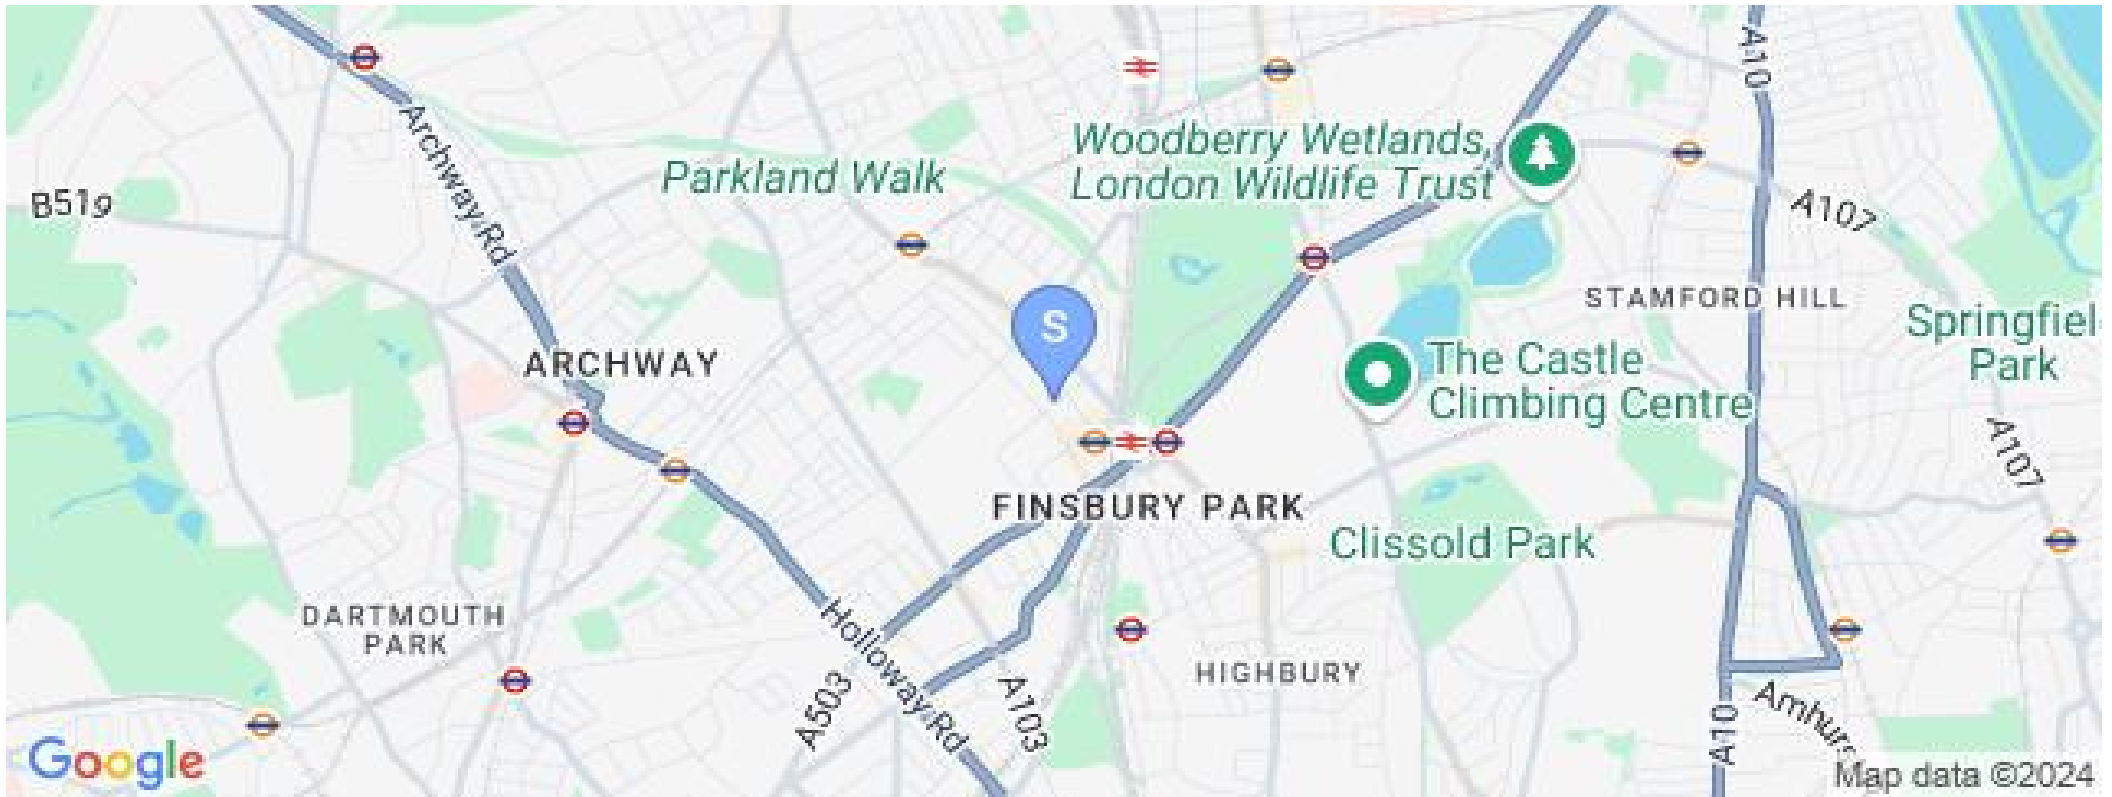 A10
Archway Rd
Woodberry Wetlands,
London Wildlife Trust
Parkland Walk
B519
A107
STAMFORD HILL
S
Springfiel
Park
ARCHWAY
The Castle
Climbing Centre
A107
FINSBURY PARK
Clissold Park
DARTMOUTH
PARK
Holloway Rd
HIGHBURY
A503
A103
A10
Amhurs
Google
Map data ©2024